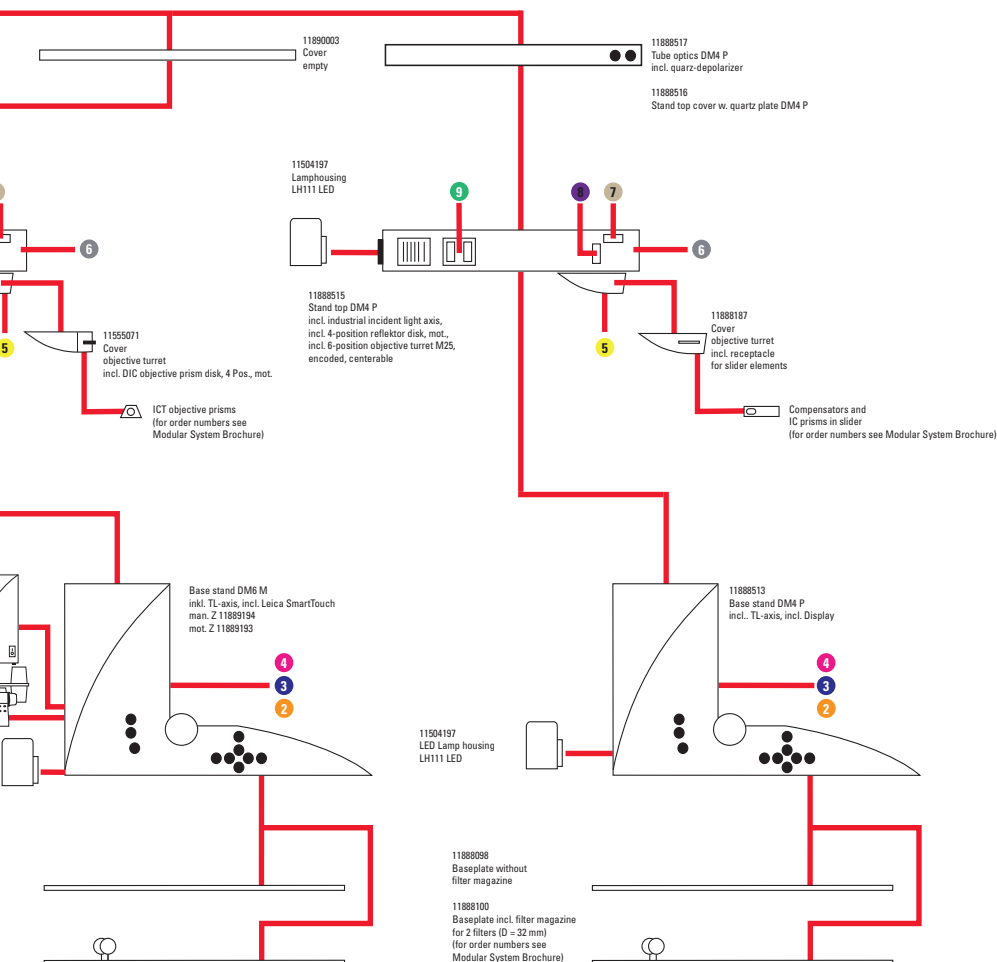 11890003
Cover
empty
11888517
Tube optics DM4 P
incl. quarz-depolarizer
11888516
Stand top cover w. quartz plate DM4 P
11504197
Lamphousing
LH111 LED
9
8
7
6
6
11888515
Stand top DM4 P
incl. industrial incident light axis,
incl. 4-position reflektor disk, mot.,
incl. 6-position objective turret M25,
encoded, centerable
5
11555071
Cover
objective turret
incl. DIC objective prism disk, 4 Pos., mot.
5
11888187
Cover
objective turret
incl. receptacle
for slider elements
ICT objective prisms
(for order numbers see
Modular System Brochure)
Compensators and
IC prisms in slider
(for order numbers see Modular System Brochure)
Base stand DM6 M
inkl. TL-axis, incl. Leica SmartTouch
man. Z 11889194
mot. Z 11889193
4
3
2
11888513
Base stand DM4 P
incl.. TL-axis, incl. Display
4
3
2
11504197
LED Lamp housing
LH111 LED
11888098
Baseplate without
filter magazine
11888100
Baseplate incl. filter magazine
for 2 filters (D = 32 mm)
(for order numbers see
Modular System Brochure)